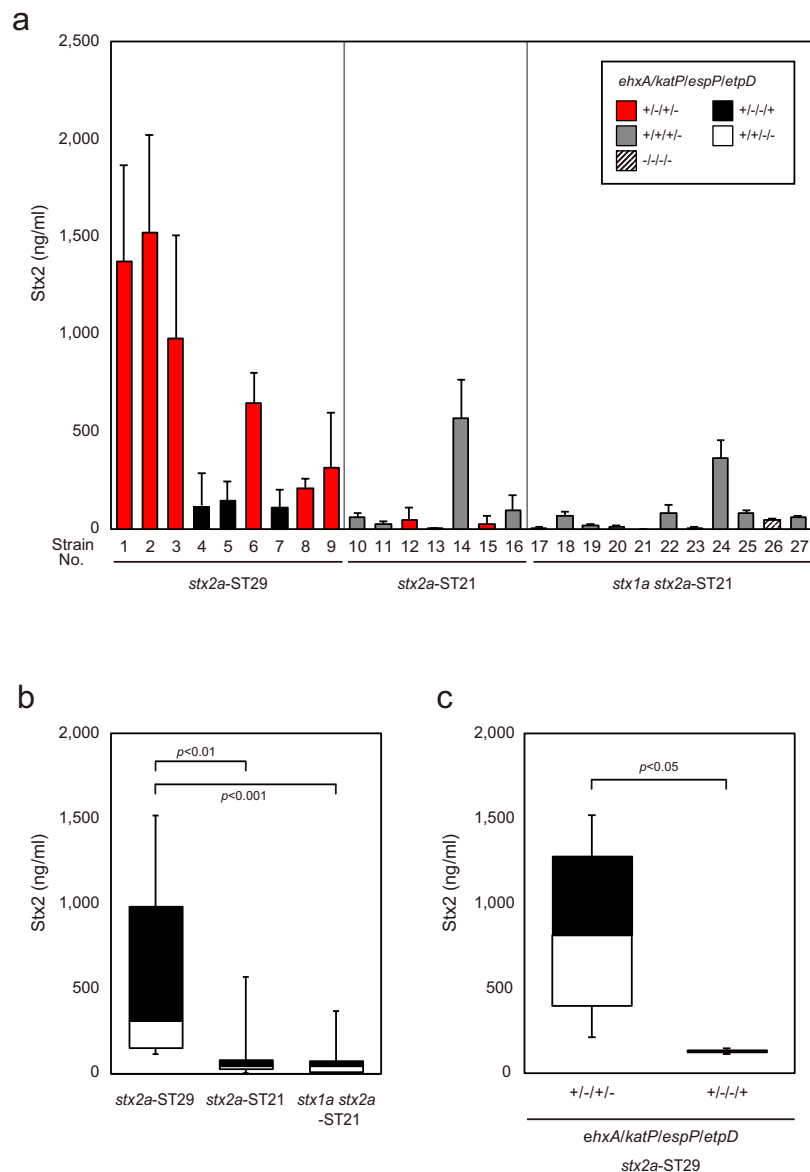 a
2,500
2,000
1,500
1,000
500
0
Stx2 (ng/ml)
ehxA/katP/espP/etpD
+/-/+/- +/-/-/+
+/+/+/- +/+/-/-
-/-/-/-
Strain No. 1 2 3 4 5 6 7 8 9 10 11 12 13 14 15 16 17 18 19 20 21 22 23 24 25 26 27
stx2a-ST29 stx2a-ST21 stx1a stx2a-ST21
b
2,000
1,500
1,000
500
0
Stx2 (ng/ml)
p<0.01
p<0.001
stx2a-ST29 stx2a-ST21 stx1a stx2a
-ST21
c
2,000
1,500
1,000
500
0
Stx2 (ng/ml)
p<0.05
+/-/+/- +/-/-/+
ehxA/katP/espP/etpD
stx2a-ST29